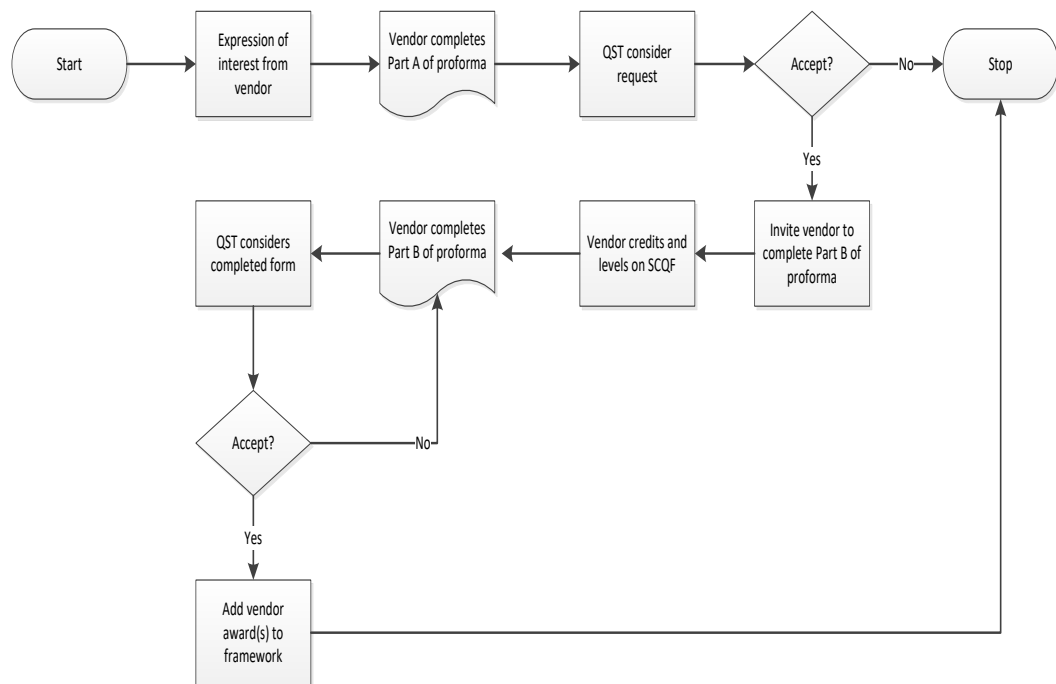 Start
Expression of
interest from
vendor
Vendor completes
Part A of proforma
QST consider
request
Accept?
No
Stop
Yes
Invite vendor to
complete Part B of
proforma
Vendor credits and
levels on SCQF
Vendor completes
Part B of proforma
QST considers
completed form
Accept?
No
Yes
Add vendor
award(s) to
framework